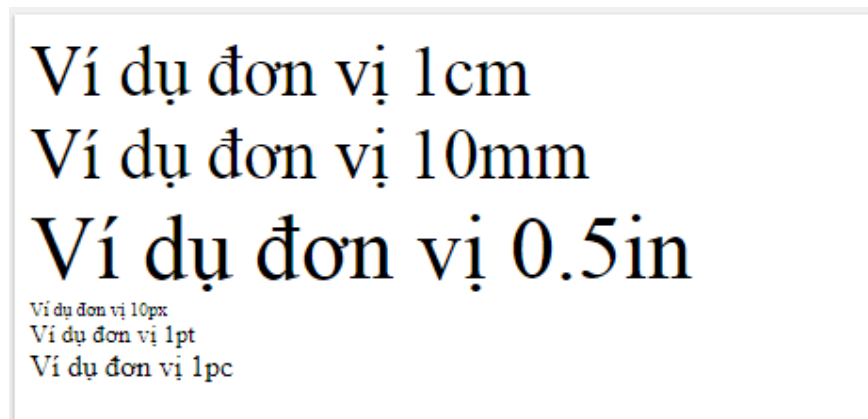 Ví dụ đơn vị 1cm
Ví dụ đơn vị 10mm
Ví dụ đơn vị 0.5in
Ví dụ đơn vị 10px
Ví dụ đơn vị 1pt
Ví dụ đơn vị 1pc